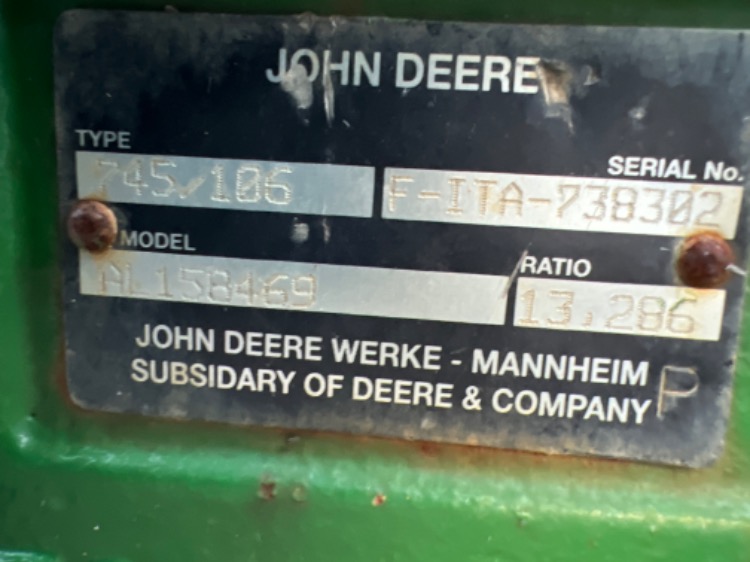 JOHN DEERE
TYPE
SERIAL No.
745/106
F-ITA-738302
MODEL
RATIO
AL158469
13,286
JOHN DEERE WERKE - MANNHEIM
SUBSIDARY OF DEERE & COMPANY P